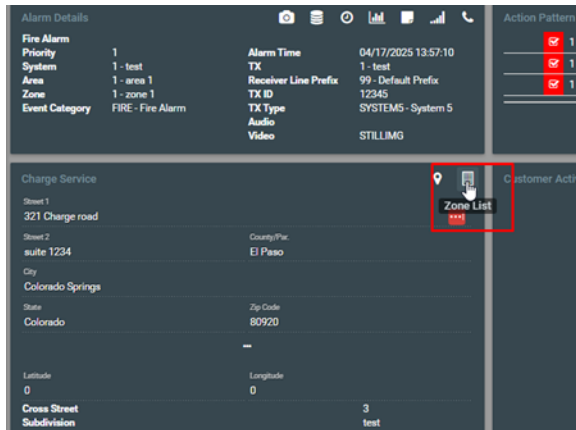 Alarm Details
Action Pattern
Fire Alarm
Priority 1 Alarm Time 04/17/2025 13:57:10
System 1 - test TX 1 - test
Area 1 - area 1 Receiver Line Prefix 99 - Default Prefix
Zone 1 - zone 1 TX ID 12345
Event Category FIRE - Fire Alarm TX Type SYSTEM5 - System 5
Audio
Video STILLIMG
1
1
1
Charge Service
Customer Acti
Zone List
Street 1
321 Charge road
Street 2 County/Par.
suite 1234 El Paso
City
Colorado Springs
State Zip Code
Colorado 80920
Latitude Longitude
0 0
Cross Street 3
Subdivision test